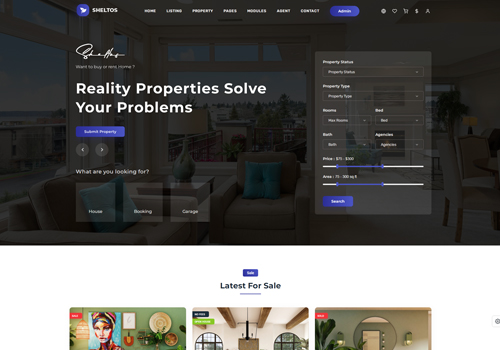 SHELTOS
HOME LISTING PROPERTY PAGES MODULES AGENT CONTACT Admin
Sheltos
Want to buy or rent Home ?
Reality Properties Solve
Your Problems
Submit Property
What are you looking for?
House Booking Garage
Property Status
Property Status
Property Type
Property Type
Rooms Bed
Max Rooms Bed
Bath Agencies
Bath Agencies
Price : $75 - $300
Area : 75 - 300 sq ft
Search
Sale
Latest For Sale